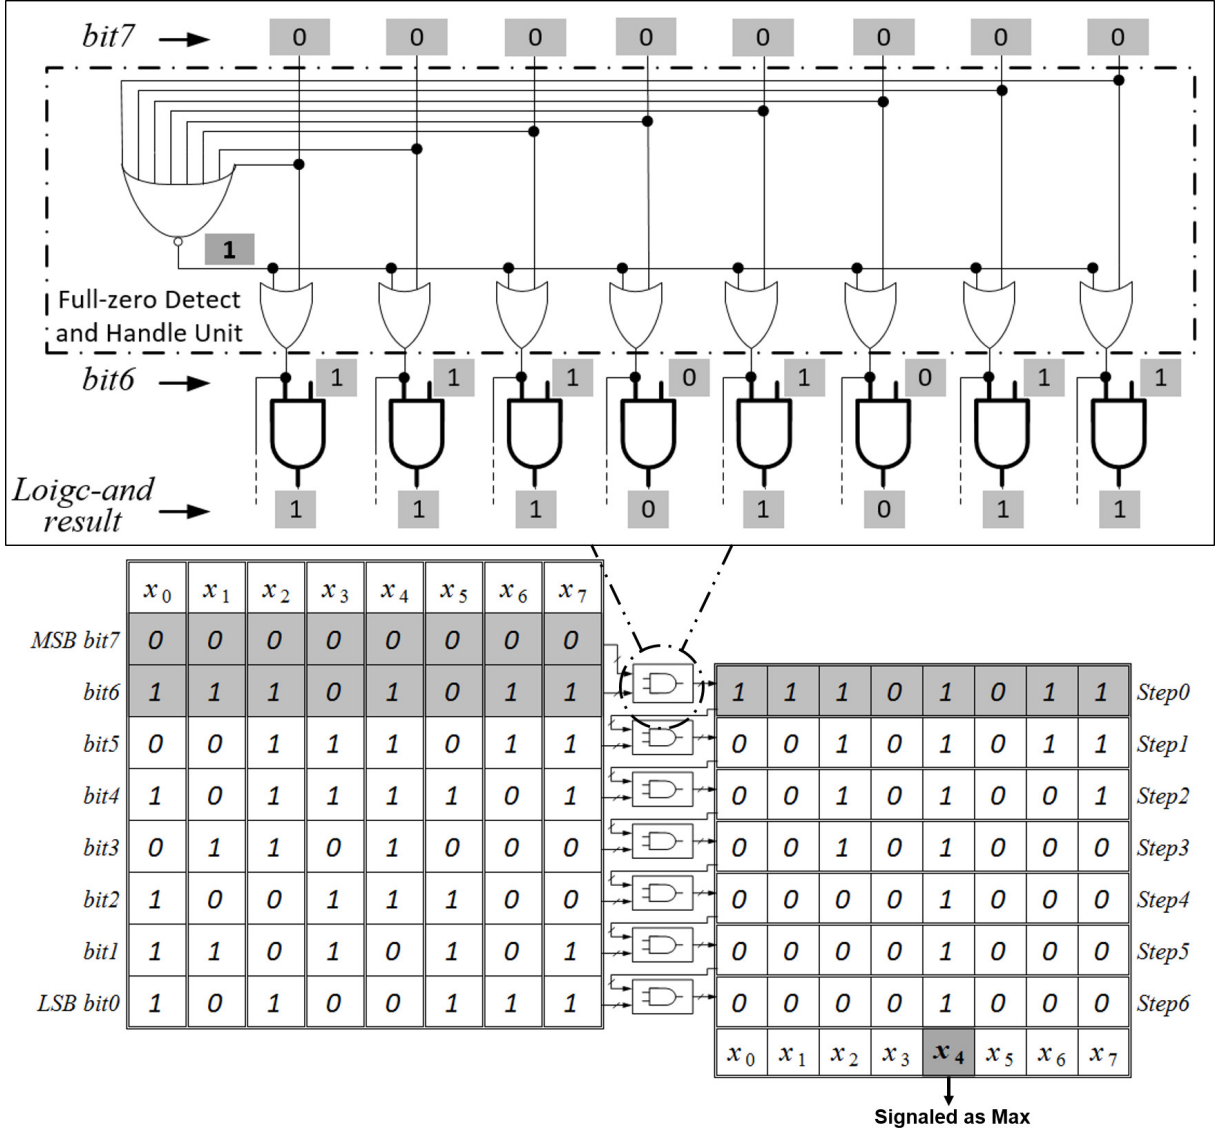 bit7 0 0 0 0 0 0 0 0
1
Full-zero Detect
and Handle Unit
bit6 1 1 1 0 1 0 1 1
Loigc-and
result 1 1 1 0 1 0 1 1
x0 x1 x2 x3 x4 x5 x6 x7
MSB bit7 0 0 0 0 0 0 0 0
bit6 1 1 1 0 1 0 1 1
bit5 0 0 1 1 1 0 1 1
bit4 1 0 1 1 1 1 0 1
bit3 0 1 1 0 1 0 0 0
bit2 1 0 0 1 1 1 0 0
bit1 1 1 0 1 0 1 0 1
LSB bit0 1 0 1 0 0 1 1 1
1 1 1 0 1 0 1 1 Step0
0 0 1 0 1 0 1 1 Step1
0 0 1 0 1 0 0 1 Step2
0 0 1 0 1 0 0 0 Step3
0 0 0 0 1 0 0 0 Step4
0 0 0 0 1 0 0 0 Step5
0 0 0 0 1 0 0 0 Step6
x0 x1 x2 x3 x4 x5 x6 x7
Signaled as Max